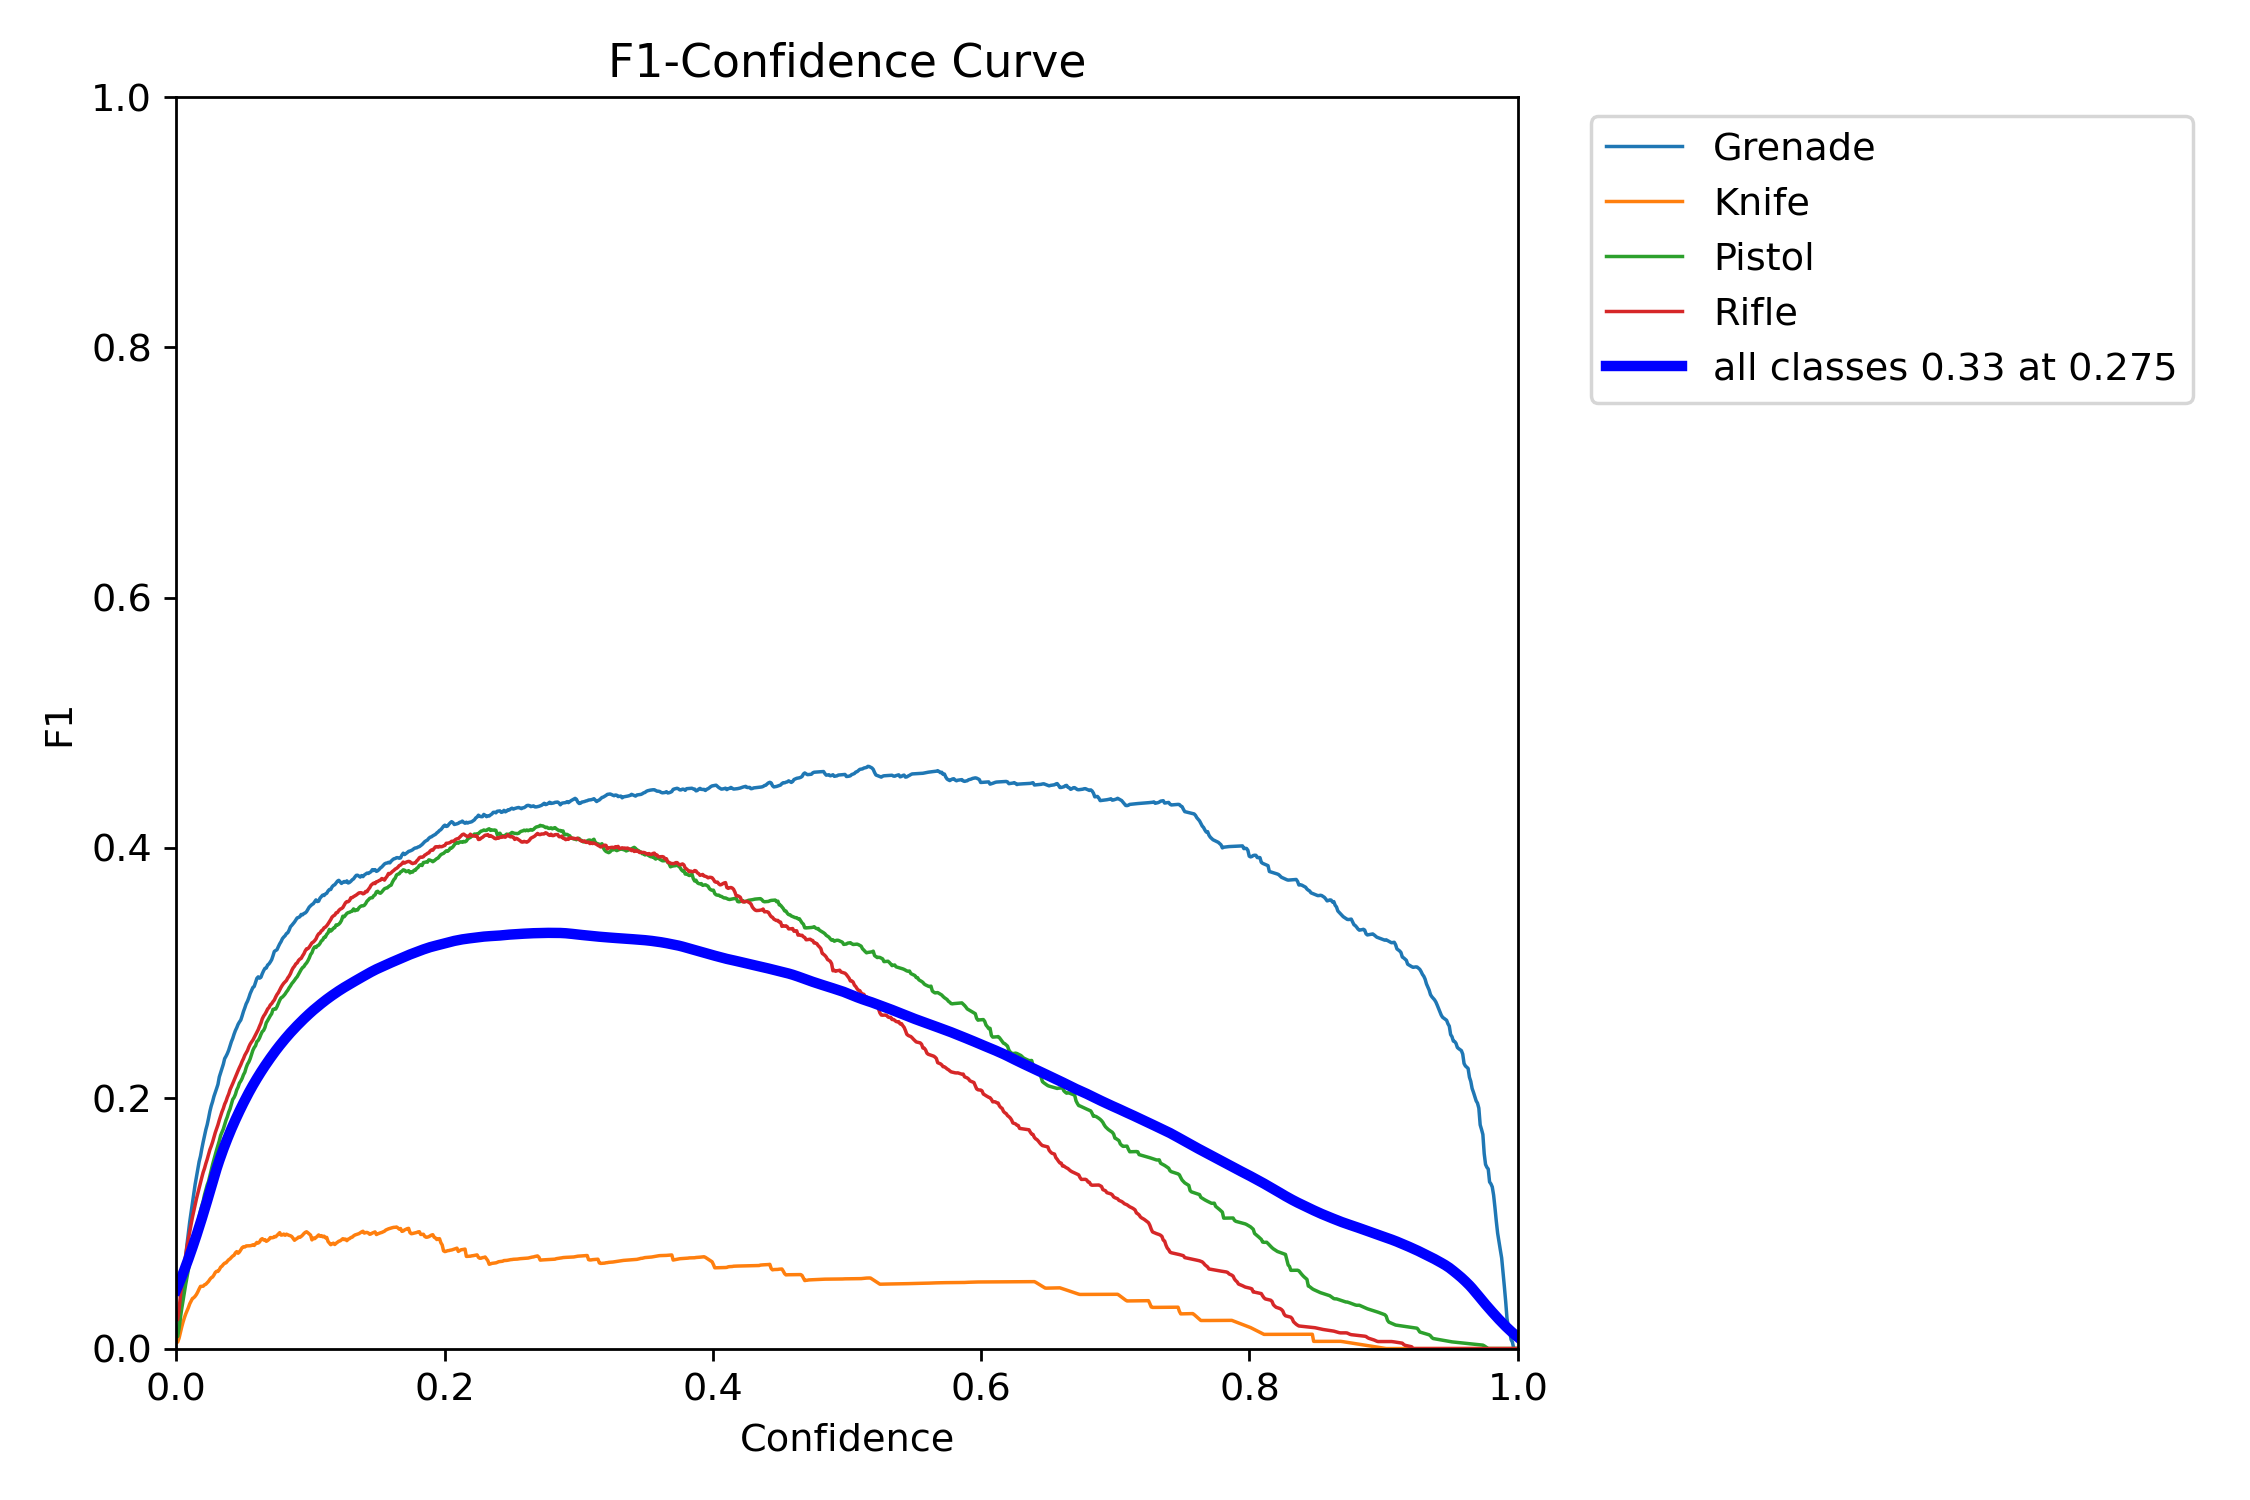 F1-Confidence Curve
1.0
0.8
0.6
0.4
0.2
0.0
F1
0.0 0.2 0.4 0.6 0.8 1.0
Confidence
Grenade
Knife
Pistol
Rifle
all classes 0.33 at 0.275